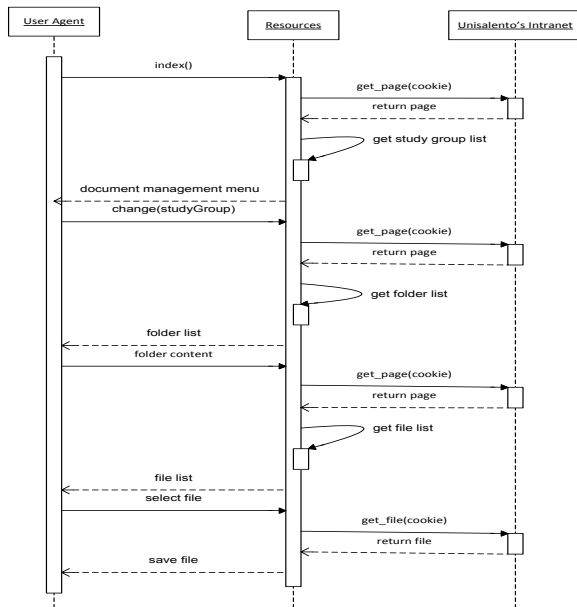 User Agent
Resources
Unisalento's Intranet
index()
get_page(cookie)
return page
get study group list
document management menu
change(studyGroup)
get_page(cookie)
return page
get folder list
folder list
folder content
get_page(cookie)
return page
get file list
file list
select file
get_file(cookie)
return file
save file